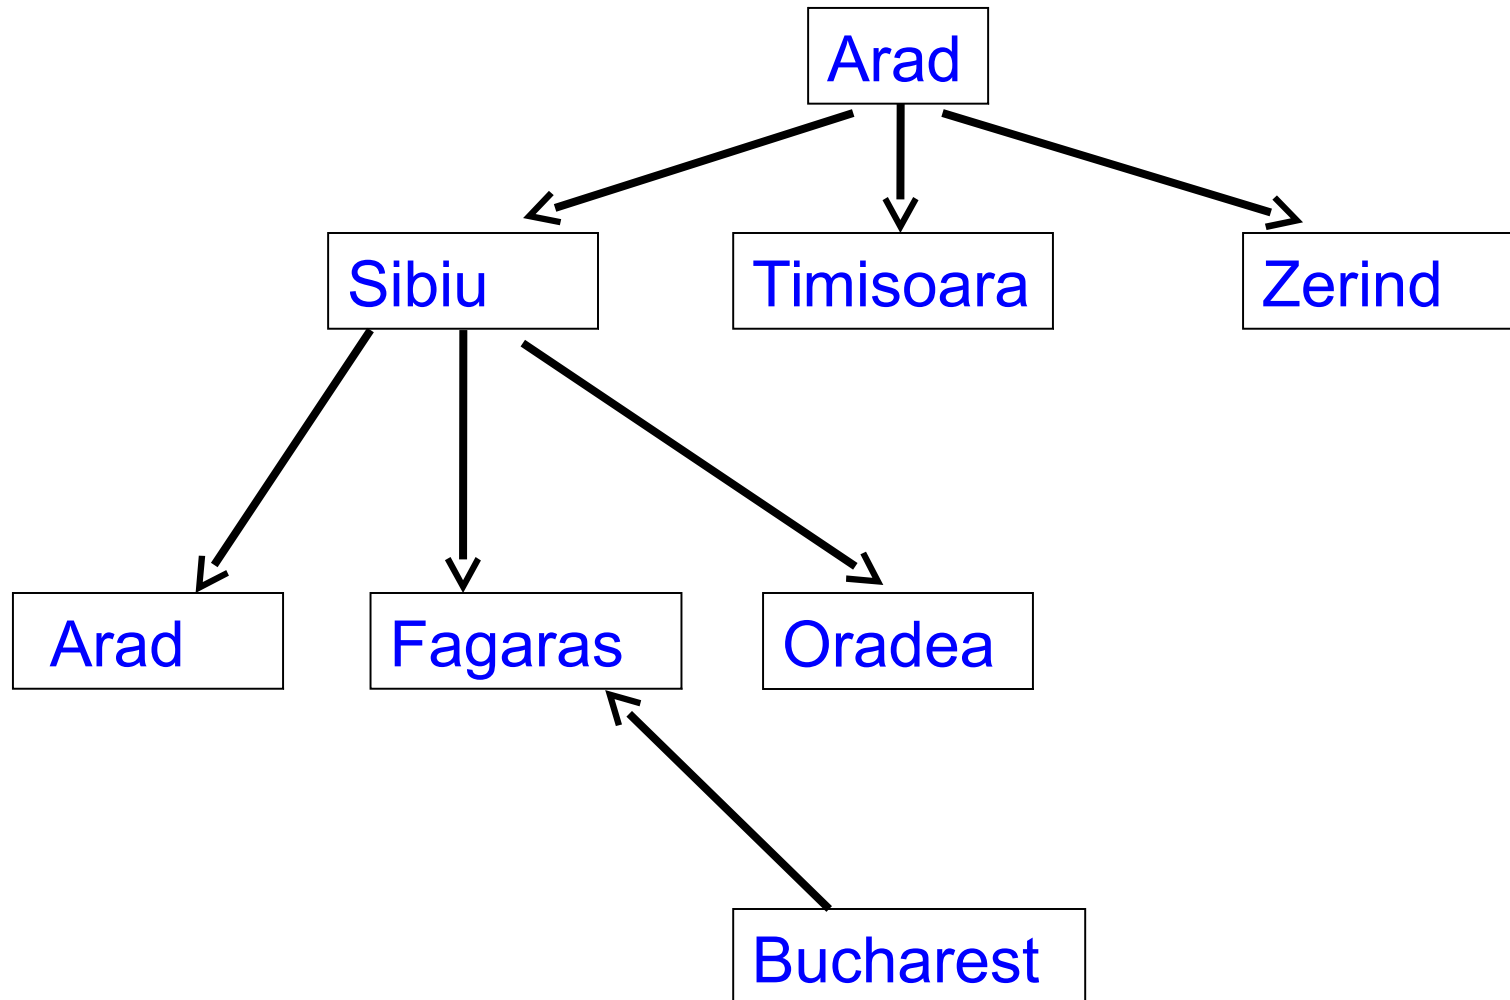 Arad
Sibiu
Timisoara
Zerind
Arad
Fagaras
Oradea
Bucharest